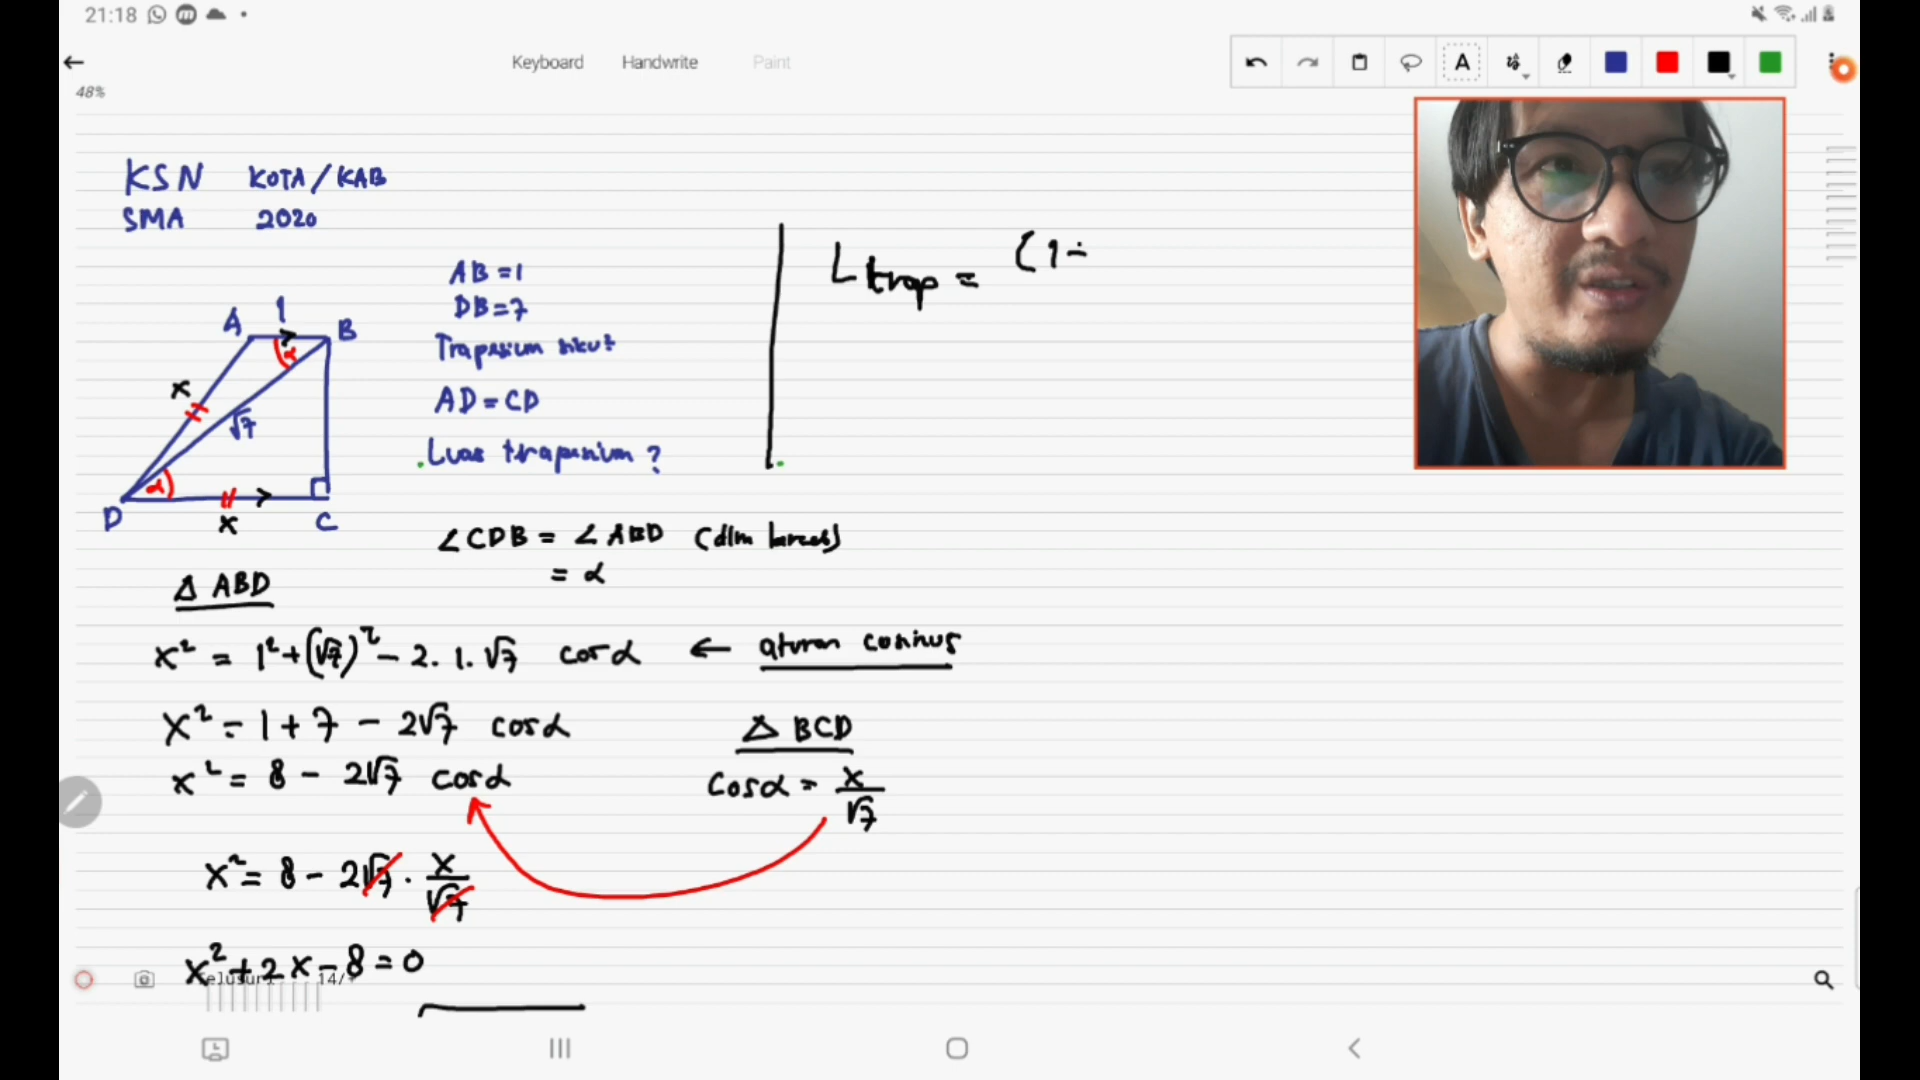 21:18
Keyboard Handwrite Paint
A
48%
KSN KOTA/KAB
SMA 2020
AB = 1
DB = 7
Trapesium siku2
AD = CD
Luas trapesium ?
A 1 B
α
x
√7
α
D x C
L trap = (1 +
∠CDB = ∠ABD (dlm berseb)
= α
Δ ABD
x² = 1² + (√7)² - 2. 1. √7 cos α ← aturan cosinus
x² = 1 + 7 - 2√7 cos α
x² = 8 - 2√7 cos α
Δ BCD
Cos α = x/√7
x² = 8 - 2√7 . x/√7
x² + 2x - 8 = 0
14/